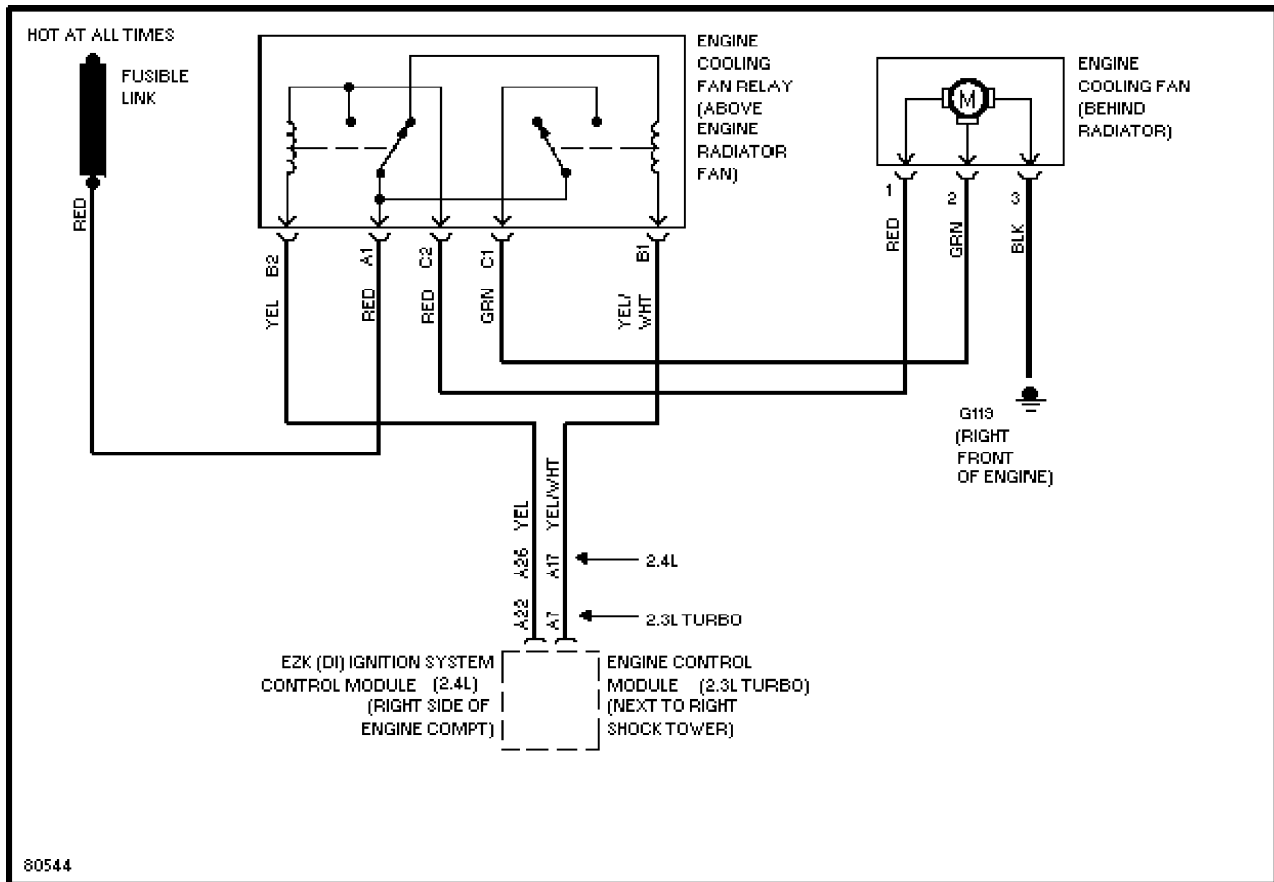 HOT AT ALL TIMES
FUSIBLE
LINK
RED
ENGINE
COOLING
FAN RELAY
(ABOVE
ENGINE
RADIATOR
FAN)
M
ENGINE
COOLING FAN
(BEHIND
RADIATOR)
B2
A1
C2
C1
B1
YEL
RED
RED
GRN
YEL/
WHT
1
2
3
RED
GRN
BLK
G119
(RIGHT
FRONT
OF ENGINE)
YEL
YEL/WHT
A26
A17
2.4L
A22
A7
2.3L TURBO
EZK (DI) IGNITION SYSTEM
CONTROL MODULE (2.4L)
(RIGHT SIDE OF
ENGINE COMPT)
ENGINE CONTROL
MODULE (2.3L TURBO)
(NEXT TO RIGHT
SHOCK TOWER)
80544